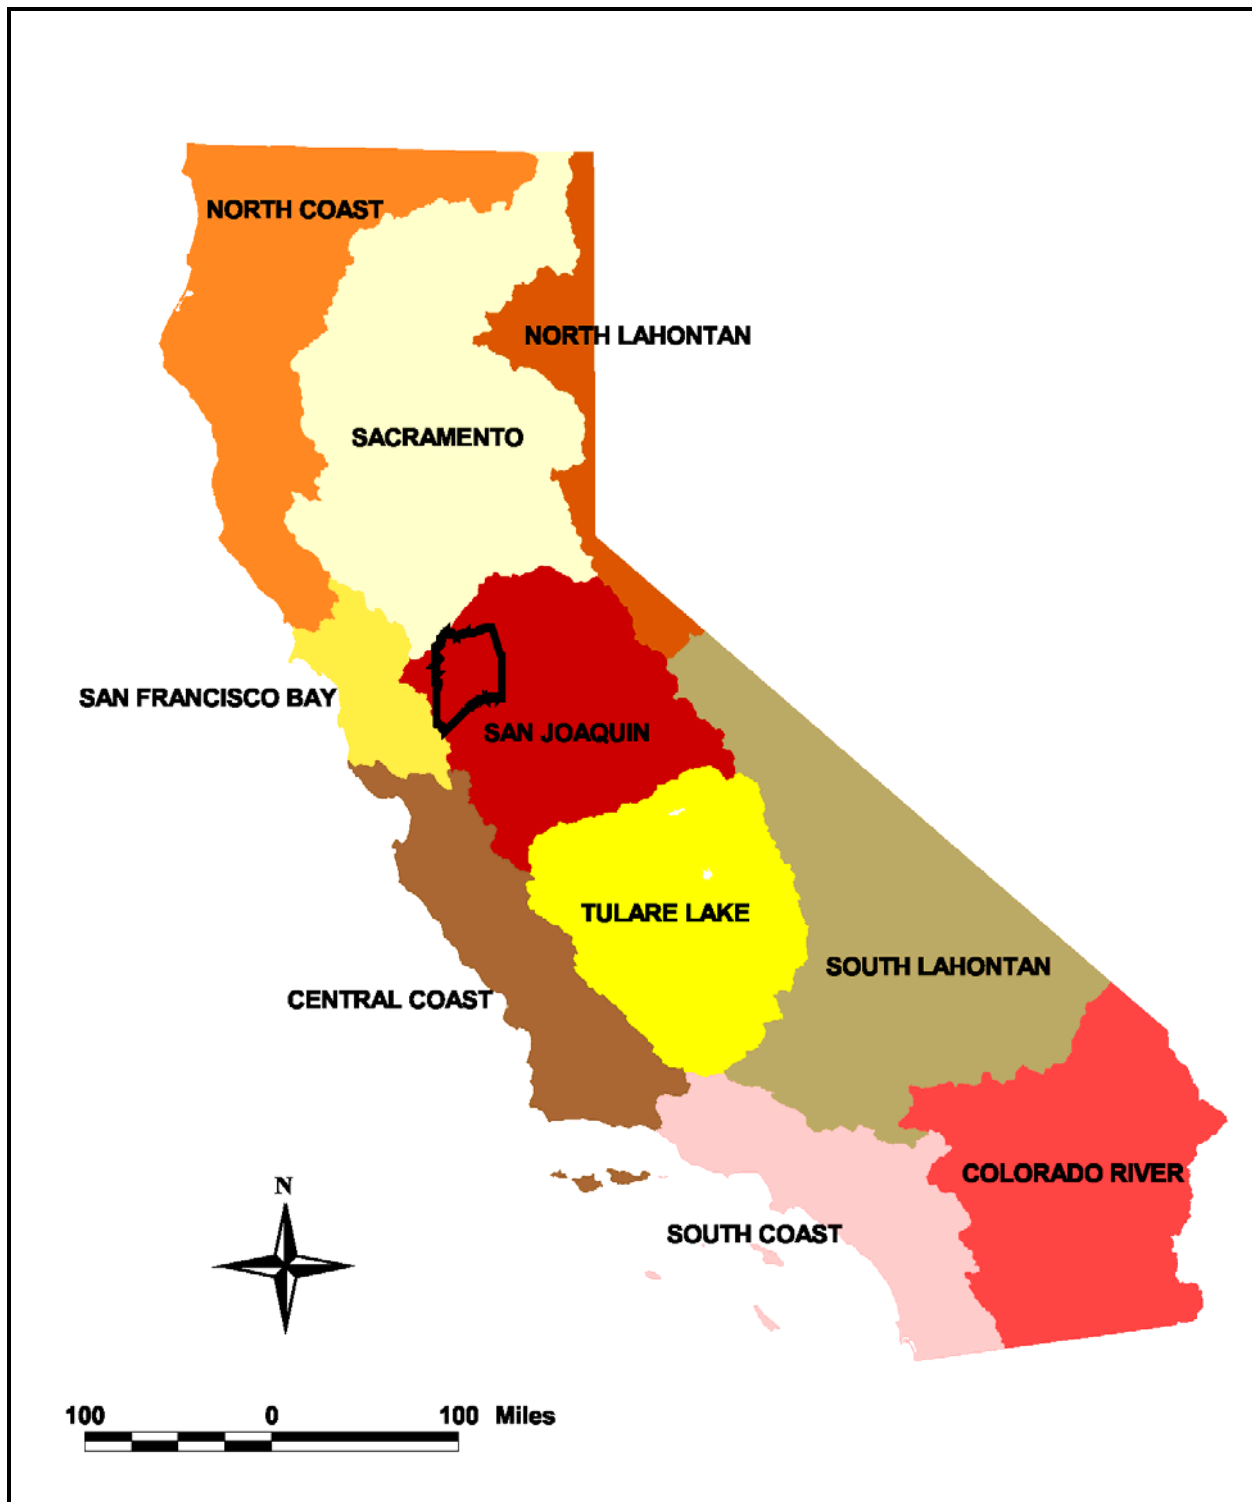 NORTH COAST
NORTH LAHONTAN
SACRAMENTO
SAN FRANCISCO BAY
SAN JOAQUIN
TULARE LAKE
SOUTH LAHONTAN
CENTRAL COAST
COLORADO RIVER
N
SOUTH COAST
100 0 100 Miles